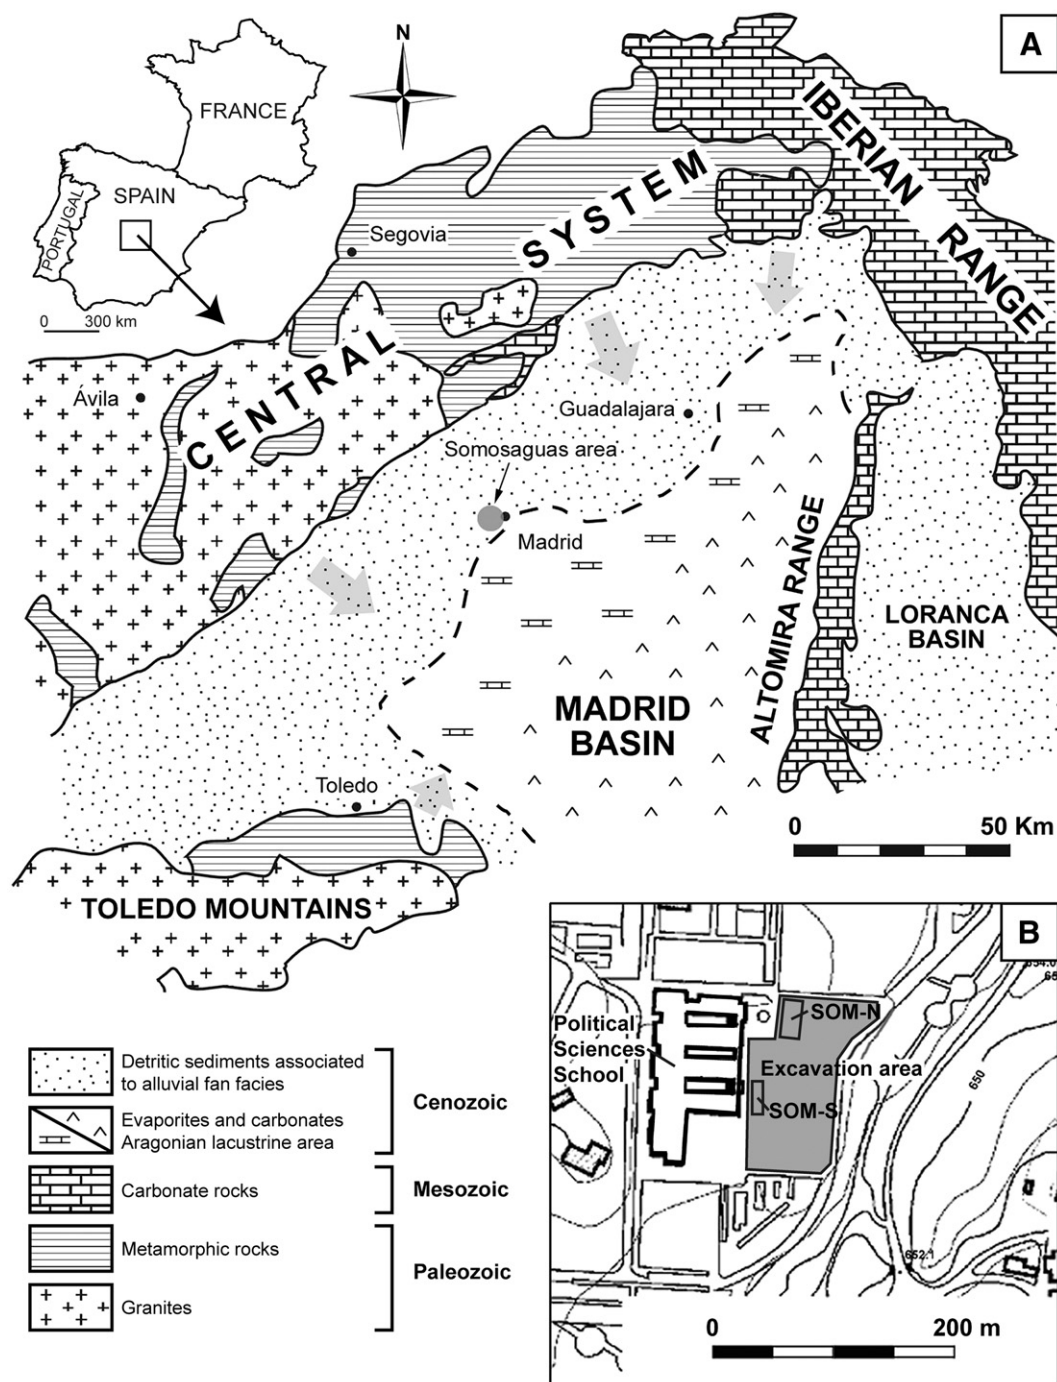 A
N
FRANCE
SPAIN
PORTUGAL
0 300 km
IBERIAN RANGE
CENTRAL SYSTEM
Segovia
Ávila
Guadalajara
Somosaguas area
Madrid
ALTOMIRA RANGE
LORANCA
BASIN
MADRID
BASIN
Toledo
TOLEDO MOUNTAINS
0 50 Km
B
SOM-N
Political
Sciences
School
Excavation area
SOM-S
650
652.1
0 200 m
Detritic sediments associated
to alluvial fan facies
Evaporites and carbonates
Aragonian lacustrine area
Cenozoic
Carbonate rocks
Mesozoic
Metamorphic rocks
Granites
Paleozoic